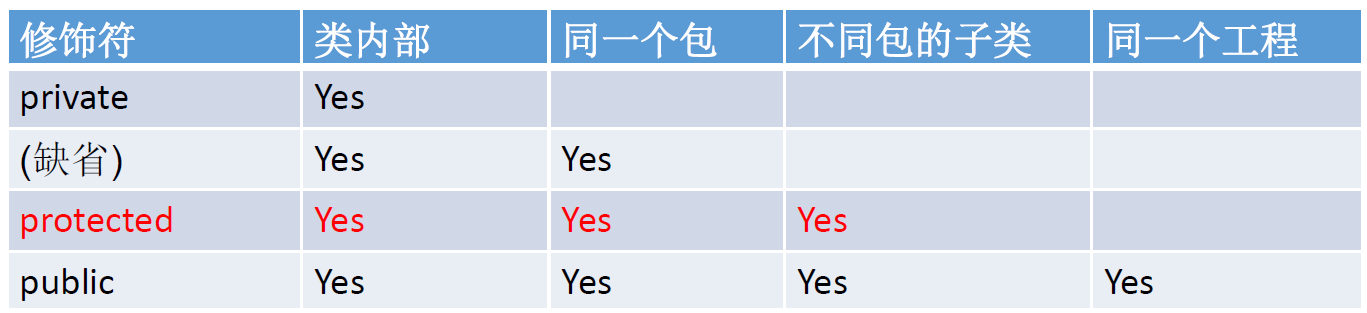 修饰符 类内部 同一个包 不同包的子类 同一个工程
private Yes
(缺省) Yes Yes
protected Yes Yes Yes
public Yes Yes Yes Yes